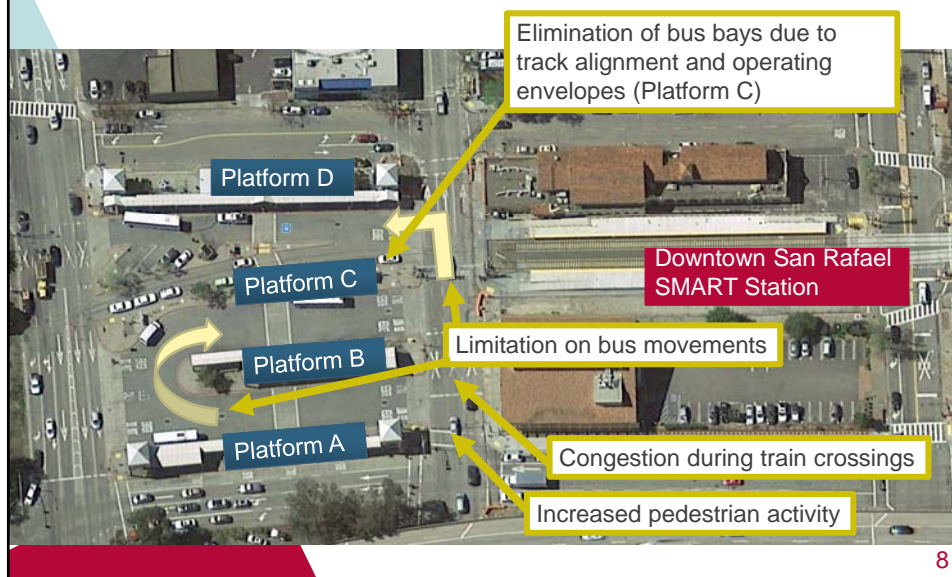 Elimination of bus bays due to
track alignment and operating
envelopes (Platform C)
Platform D
Platform C
Downtown San Rafael
SMART Station
Limitation on bus movements
Platform B
Platform A
Congestion during train crossings
Increased pedestrian activity
8